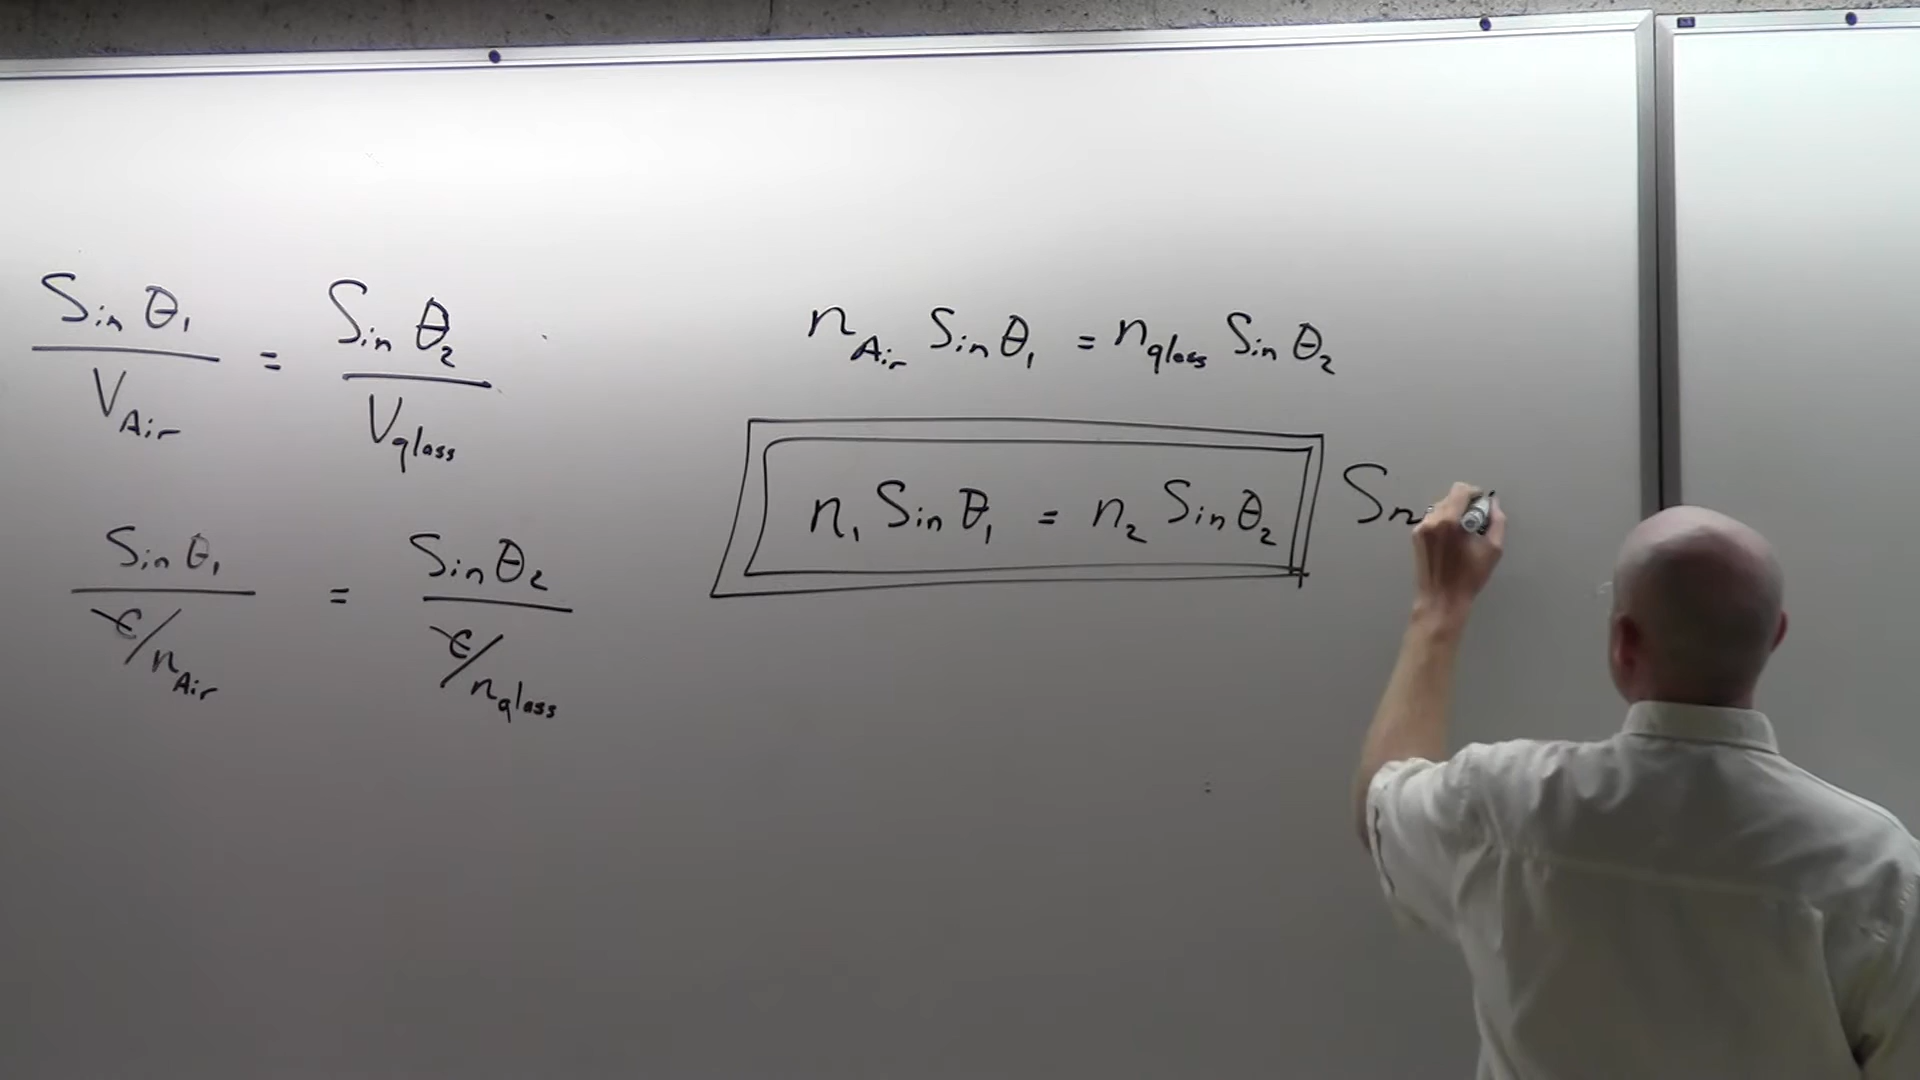 Sin θ₁ / V_Air = Sin θ₂ / V_glass
Sin θ₁ / c/n_Air = Sin θ₂ / c/n_glass
n_Air Sin θ₁ = n_glass Sin θ₂
n₁ Sin θ₁ = n₂ Sin θ₂
Sn